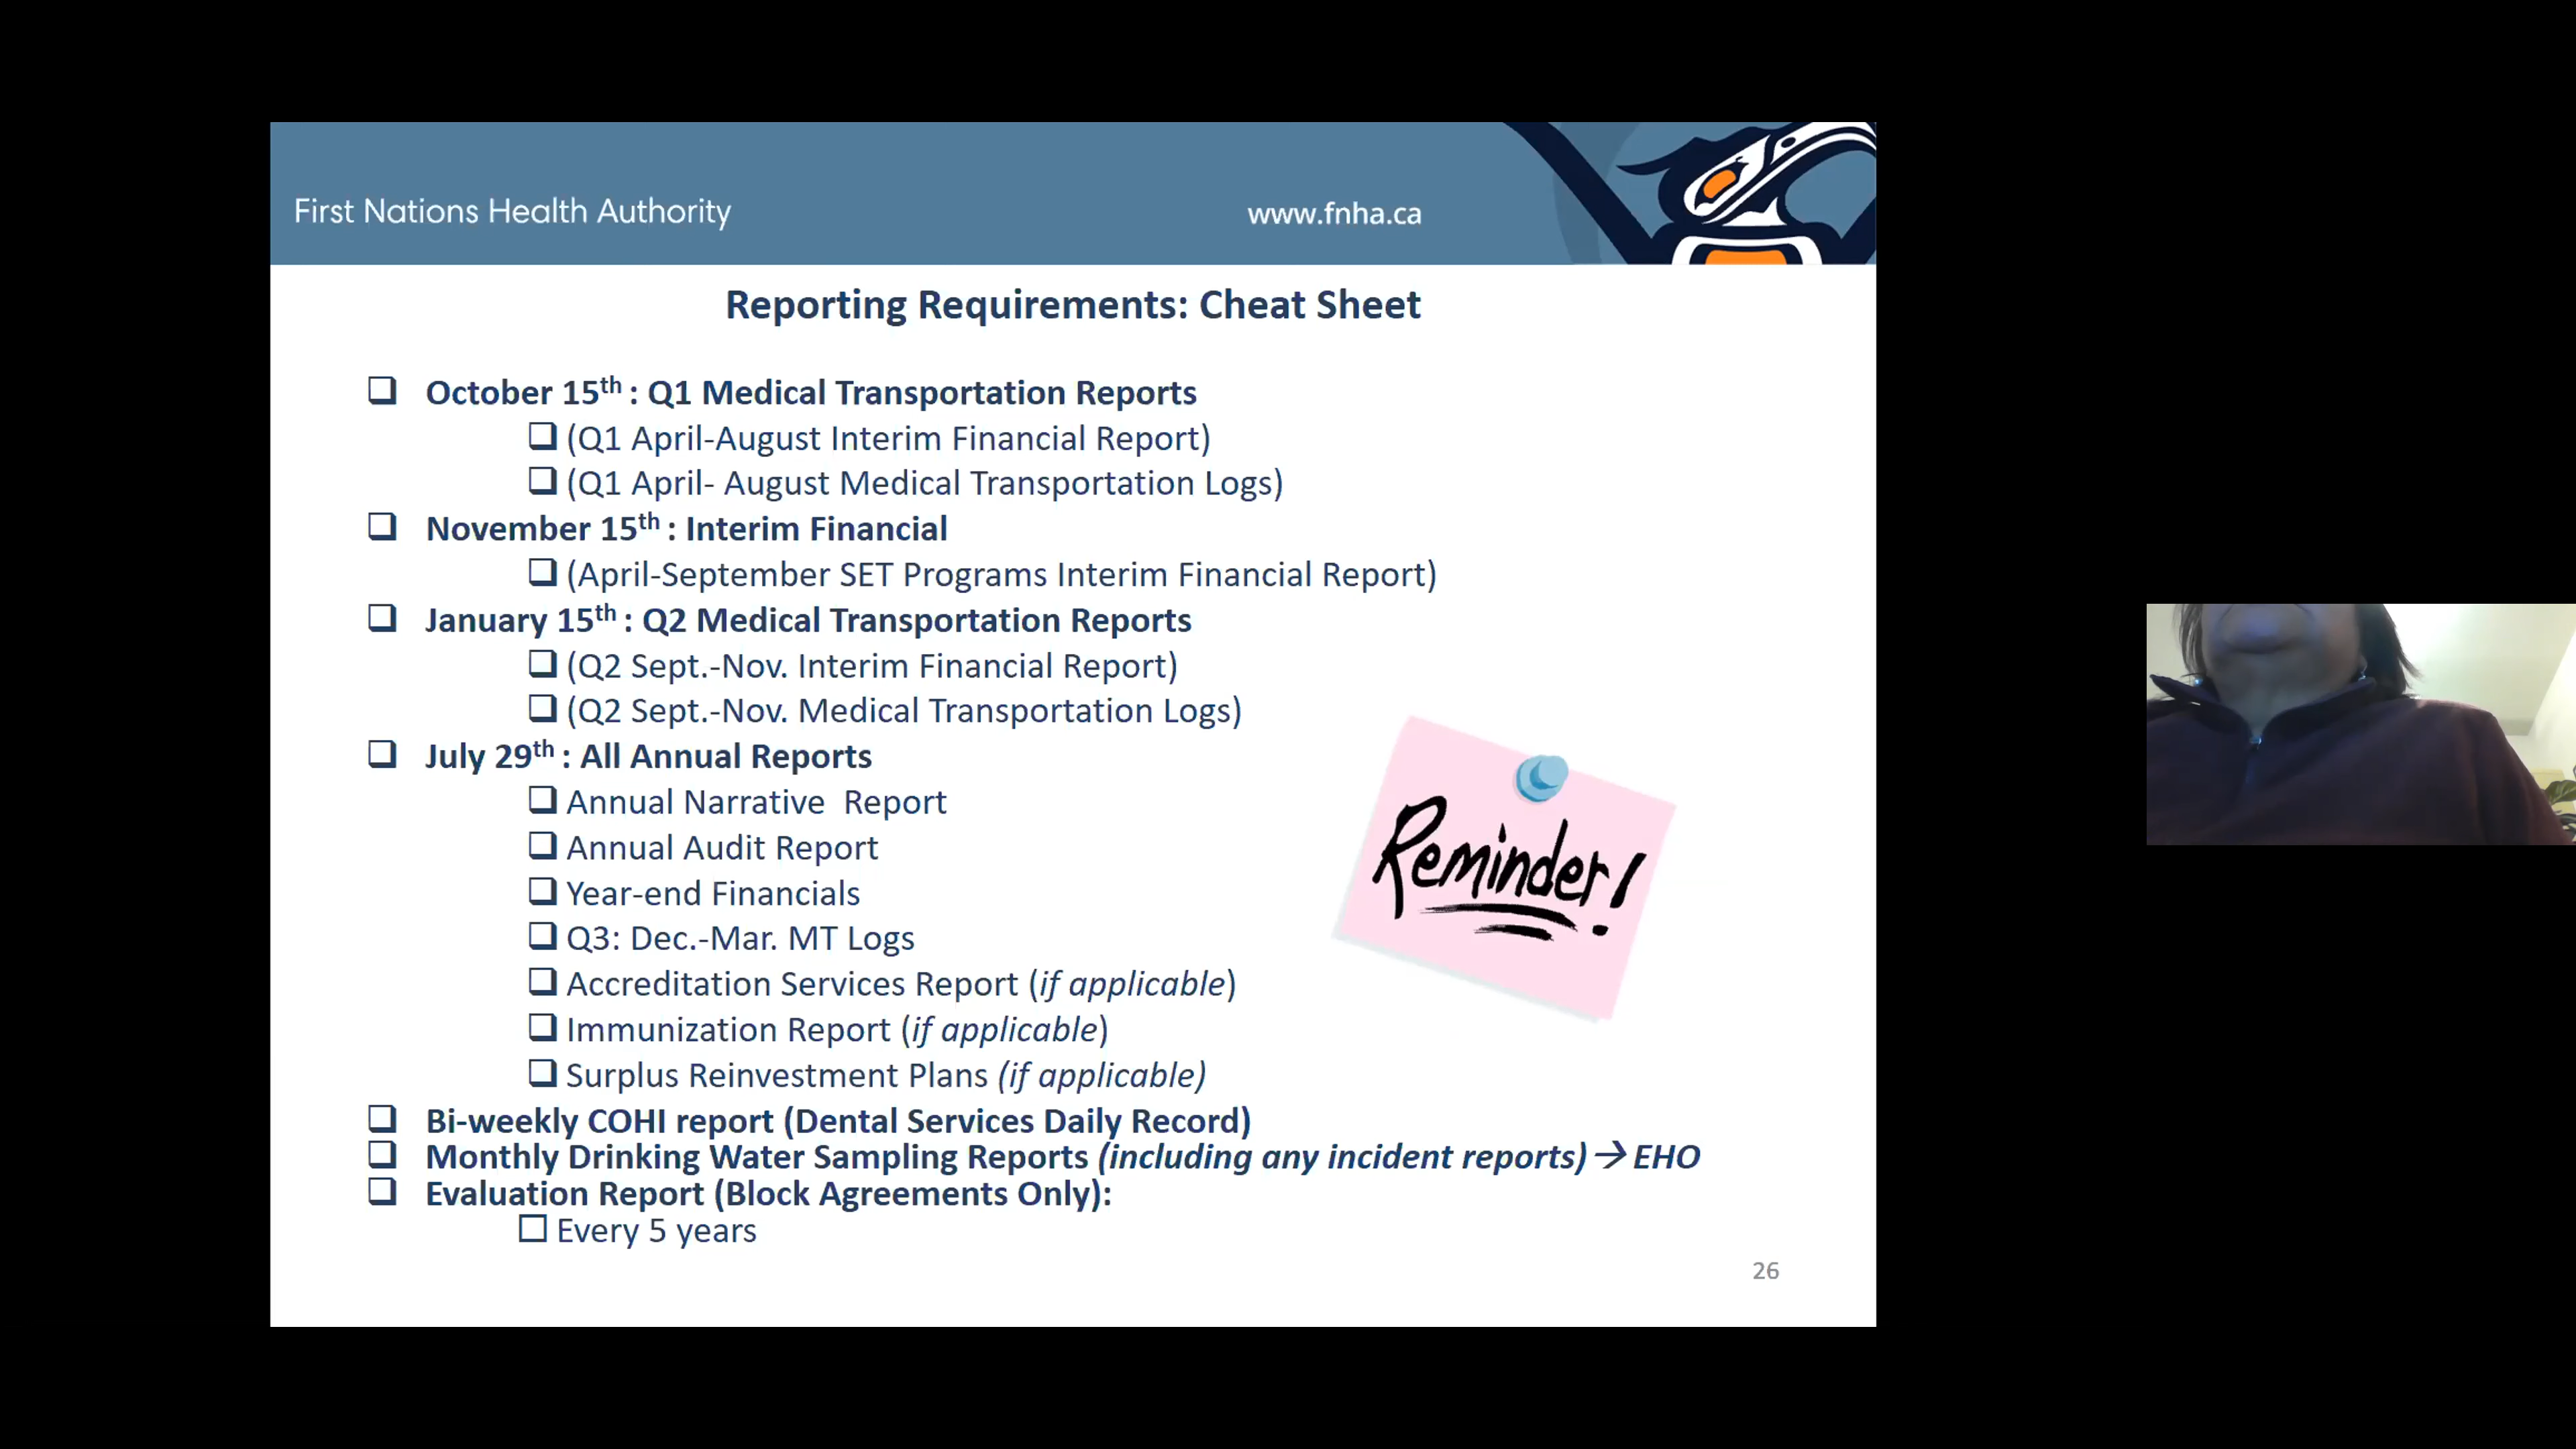 First Nations Health Authority
www.fnha.ca
Reporting Requirements: Cheat Sheet
October 15th : Q1 Medical Transportation Reports
(Q1 April-August Interim Financial Report)
(Q1 April- August Medical Transportation Logs)
November 15th : Interim Financial
(April-September SET Programs Interim Financial Report)
January 15th : Q2 Medical Transportation Reports
(Q2 Sept.-Nov. Interim Financial Report)
(Q2 Sept.-Nov. Medical Transportation Logs)
July 29th : All Annual Reports
Annual Narrative  Report
Annual Audit Report
Year-end Financials
Q3: Dec.-Mar. MT Logs
Accreditation Services Report (if applicable)
Immunization Report (if applicable)
Surplus Reinvestment Plans (if applicable)
Reminder!
Bi-weekly COHI report (Dental Services Daily Record)
Monthly Drinking Water Sampling Reports (including any incident reports) → EHO
Evaluation Report (Block Agreements Only):
Every 5 years
26